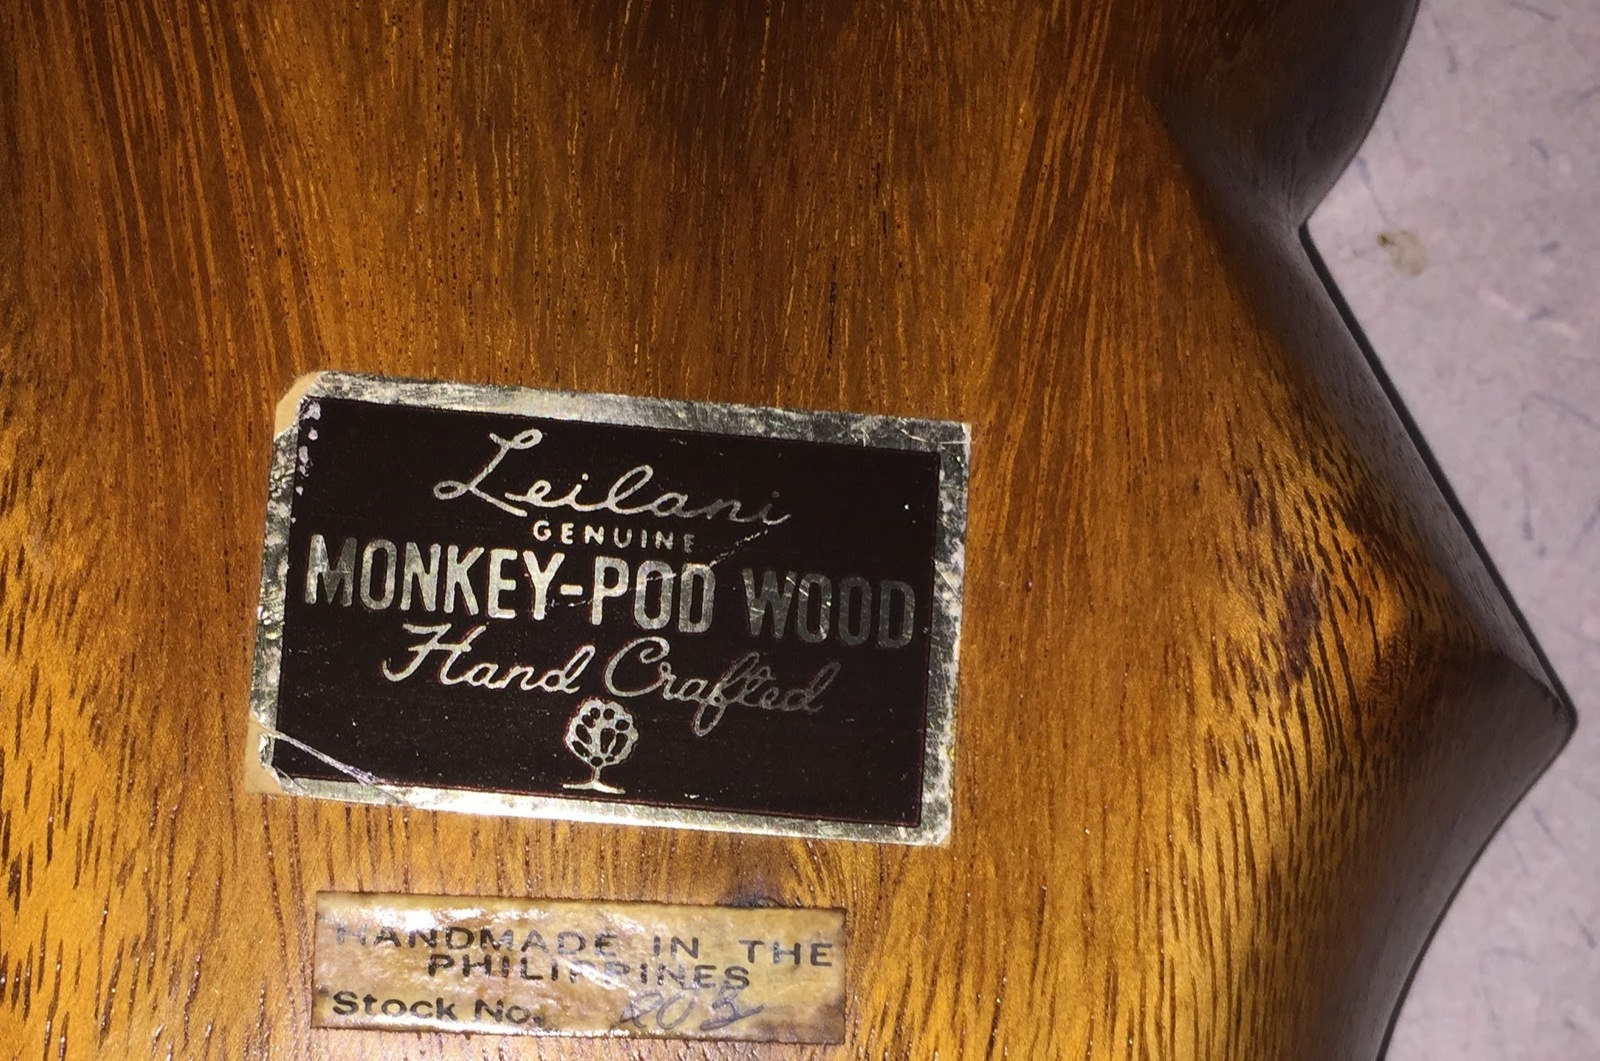 Leilani
GENUINE
MONKEY-POD WOOD
Hand Crafted
HANDMADE IN THE
PHILIPPINES
Stock No.